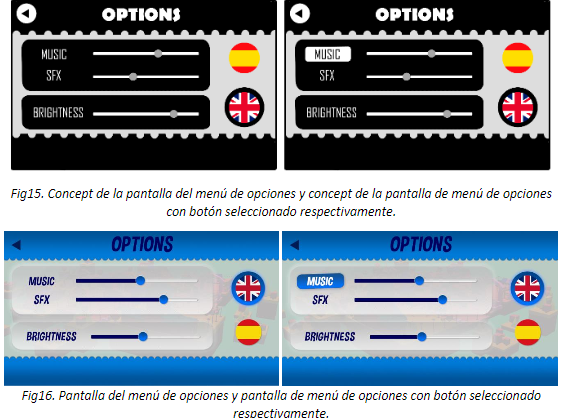 OPTIONS OPTIONS
MUSIC MUSIC
SFX SFX
BRIGHTNESS BRIGHTNESS
Fig15. Concept de la pantalla del menú de opciones y concept de la pantalla de menú de opciones
con botón seleccionado respectivamente.
OPTIONS OPTIONS
MUSIC MUSIC
SFX SFX
BRIGHTNESS BRIGHTNESS
Fig16. Pantalla del menú de opciones y pantalla de menú de opciones con botón seleccionado
respectivamente.